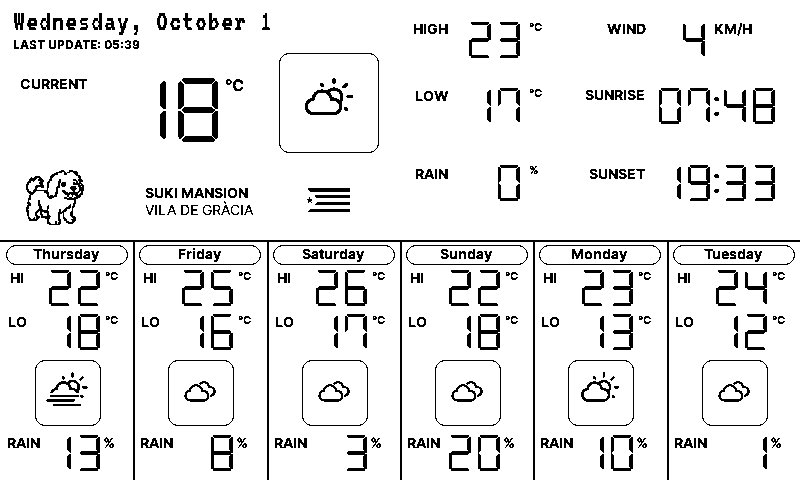 Wednesday, October 1
LAST UPDATE: 05:39
CURRENT 18 °C
SUKI MANSION
VILA DE GRÀCIA
HIGH 23 °C
LOW 17 °C
RAIN 0 %
WIND 4 KM/H
SUNRISE 07:48
SUNSET 19:33
Thursday
HI 22 °C
LO 18 °C
RAIN 13 %
Friday
HI 25 °C
LO 16 °C
RAIN 8 %
Saturday
HI 26 °C
LO 17 °C
RAIN 3 %
Sunday
HI 22 °C
LO 18 °C
RAIN 20 %
Monday
HI 23 °C
LO 13 °C
RAIN 10 %
Tuesday
HI 24 °C
LO 12 °C
RAIN 1 %